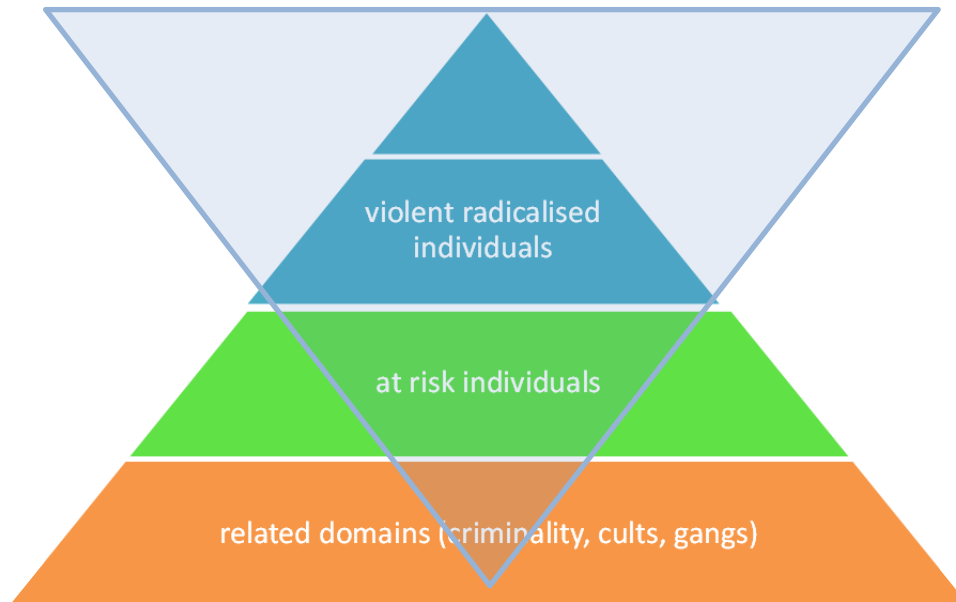 violent radicalised
individuals
at risk individuals
related domains (criminality, cults, gangs)